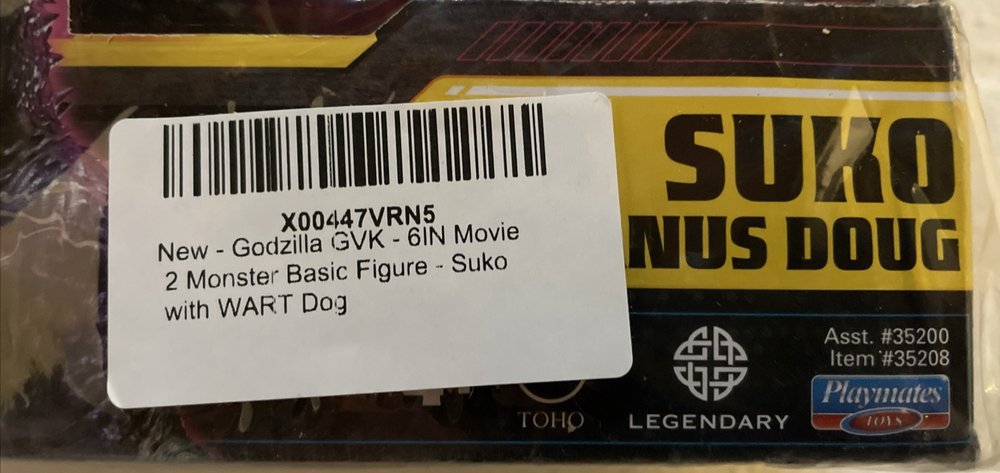 X00447VRN5
New - Godzilla GVK - 6IN Movie
2 Monster Basic Figure - Suko
with WART Dog
SUKO
NUS DOUG
TOHO
LEGENDARY
Asst. #35200
Item #35208
Playmates
TOYS